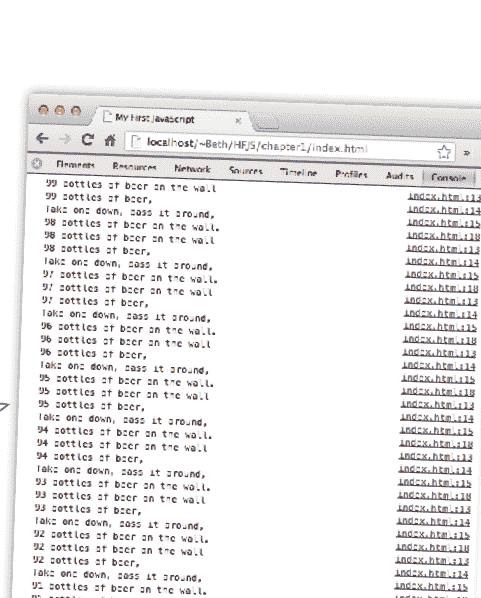 My First JavaScript
localhost/~Beth/HFJS/chapter1/index.html
Elements Resources Network Sources Timeline Profiles Audits Console
99 bottles of beer on the wall index.html:13
99 bottles of beer, index.html:14
Take one down, pass it around, index.html:15
98 bottles of beer on the wall. index.html:18
98 bottles of beer on the wall index.html:13
98 bottles of beer, index.html:14
Take one down, pass it around, index.html:15
97 bottles of beer on the wall. index.html:18
97 bottles of beer on the wall index.html:13
97 bottles of beer, index.html:14
Take one down, pass it around, index.html:15
96 bottles of beer on the wall. index.html:18
96 bottles of beer on the wall index.html:13
96 bottles of beer, index.html:14
Take one down, pass it around, index.html:15
95 bottles of beer on the wall. index.html:18
95 bottles of beer on the wall index.html:13
95 bottles of beer, index.html:14
Take one down, pass it around, index.html:15
94 bottles of beer on the wall. index.html:18
94 bottles of beer on the wall index.html:13
94 bottles of beer, index.html:14
Take one down, pass it around, index.html:15
93 bottles of beer on the wall. index.html:18
93 bottles of beer on the wall index.html:13
93 bottles of beer, index.html:14
Take one down, pass it around, index.html:15
92 bottles of beer on the wall. index.html:18
92 bottles of beer on the wall index.html:13
92 bottles of beer, index.html:14
Take one down, pass it around, index.html:15
91 bottles of beer on the wall.